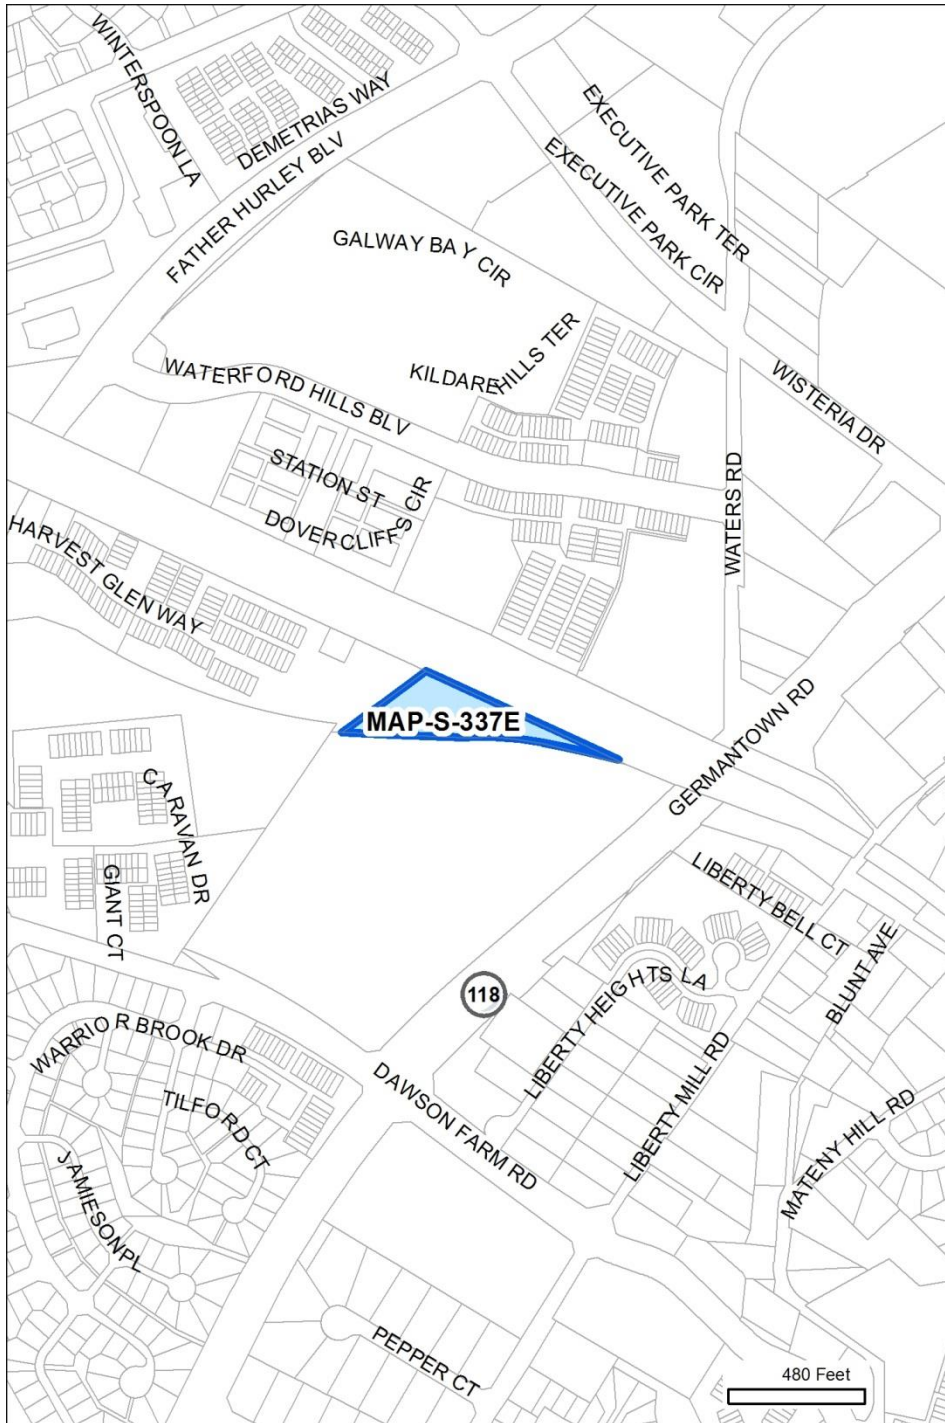 WINTERSPOON LA
DEMETRIAS WAY
FATHER HURLEY BLV
EXECUTIVE PARK TER
EXECUTIVE PARK CIR
GALWAY BAY CIR
KILDARE HILLS TER
WATERFORD HILLS BLV
WISTERIA DR
STATION ST
DOVER CLIFFS CIR
WATERS RD
HARVEST GLEN WAY
MAP-S-337E
GERMANTOWN RD
CARAVAN DR
GIANT CT
LIBERTY BELL CT
BLUNT AVE
118
LIBERTY HEIGHTS LA
WARRIOR BROOK DR
TILFORD CT
DAWSON FARM RD
LIBERTY MILL RD
MATENY HILL RD
JAMIESON PL
PEPPER CT
480 Feet